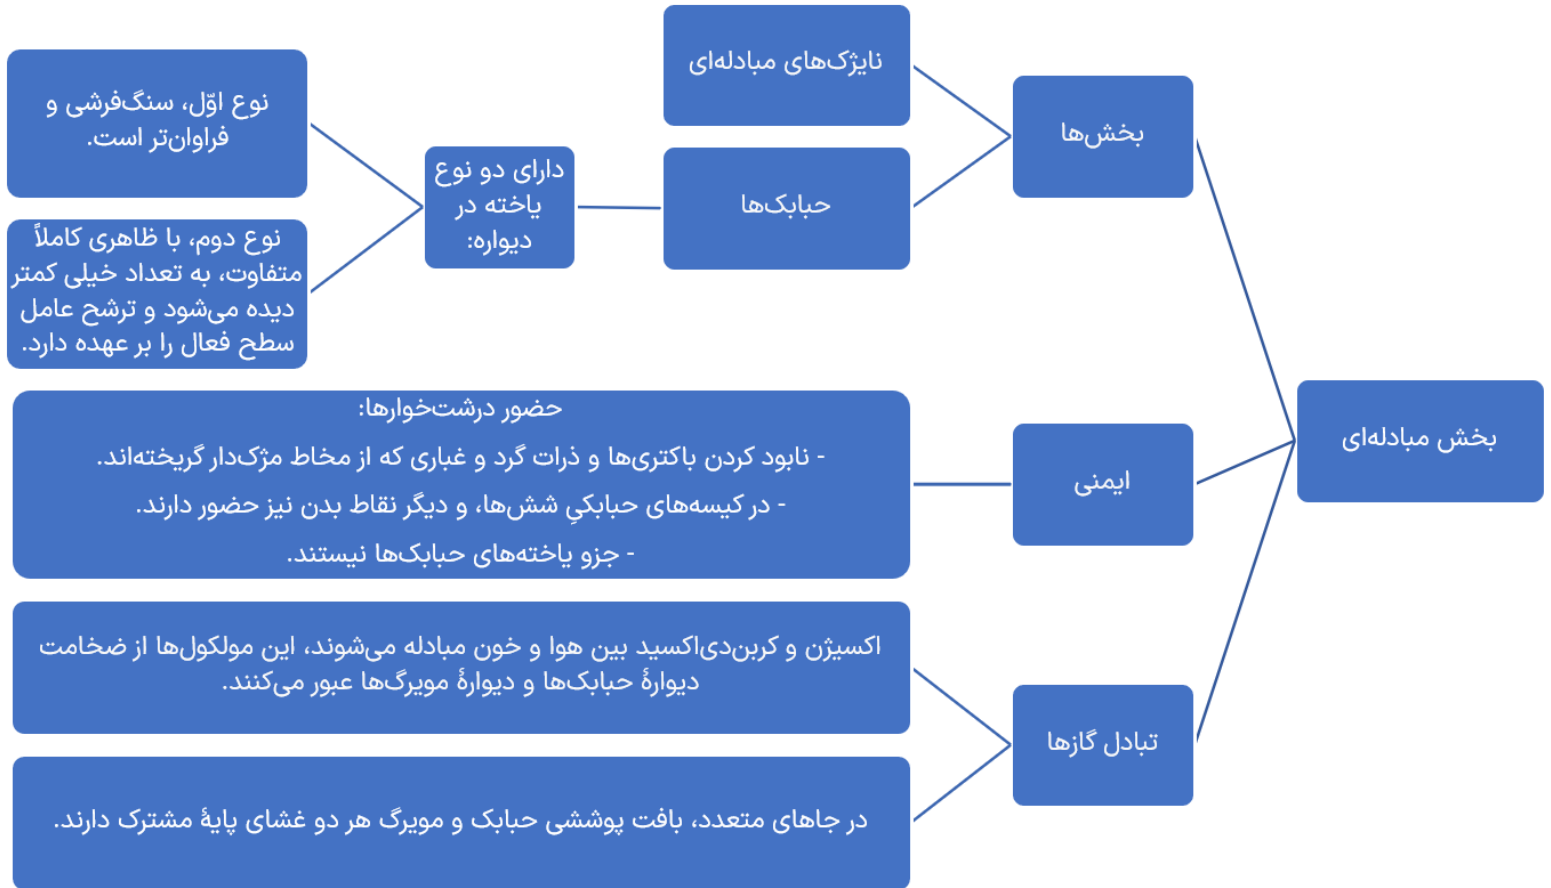 بخش مبادله‌ای
بخش‌ها
نایژک‌های مبادله‌ای
حبابک‌ها
دارای دو نوع
یاخته در
دیواره:
نوع اوّل، سنگ‌فرشی و
فراوان‌تر است.
نوع دوم، با ظاهری کاملاً
متفاوت، به تعداد خیلی کمتر
دیده می‌شود و ترشح عامل
سطح فعال را بر عهده دارد.
ایمنی
حضور درشت‌خوارها:
- نابود کردن باکتری‌ها و ذرات گرد و غباری که از مخاط مژک‌دار گریخته‌اند.
- در کیسه‌های حبابکیِ شش‌ها، و دیگر نقاط بدن نیز حضور دارند.
- جزو یاخته‌های حبابک‌ها نیستند.
تبادل گازها
اکسیژن و کربن‌دی‌اکسید بین هوا و خون مبادله می‌شوند، این مولکول‌ها از ضخامت
دیوارهٔ حبابک‌ها و دیوارهٔ مویرگ‌ها عبور می‌کنند.
در جاهای متعدد، بافت پوششی حبابک و مویرگ هر دو غشای پایهٔ مشترک دارند.